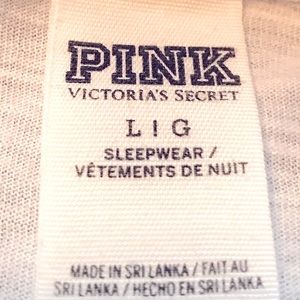 PINK
VICTORIA'S SECRET
L | G
SLEEPWEAR /
VÊTEMENTS DE NUIT
MADE IN SRI LANKA / FAIT AU
SRI LANKA / HECHO EN SRI LANKA